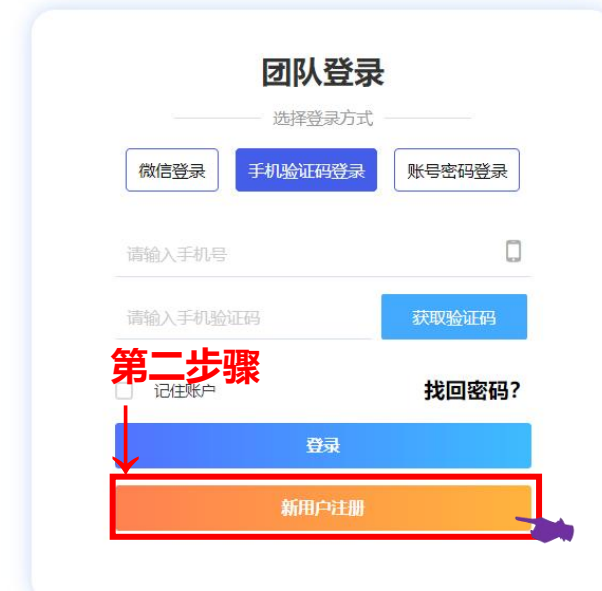 团队登录
选择登录方式
微信登录 手机验证码登录 账号密码登录
请输入手机号
请输入手机验证码 获取验证码
第二步骤
记住账户 找回密码?
登录
新用户注册